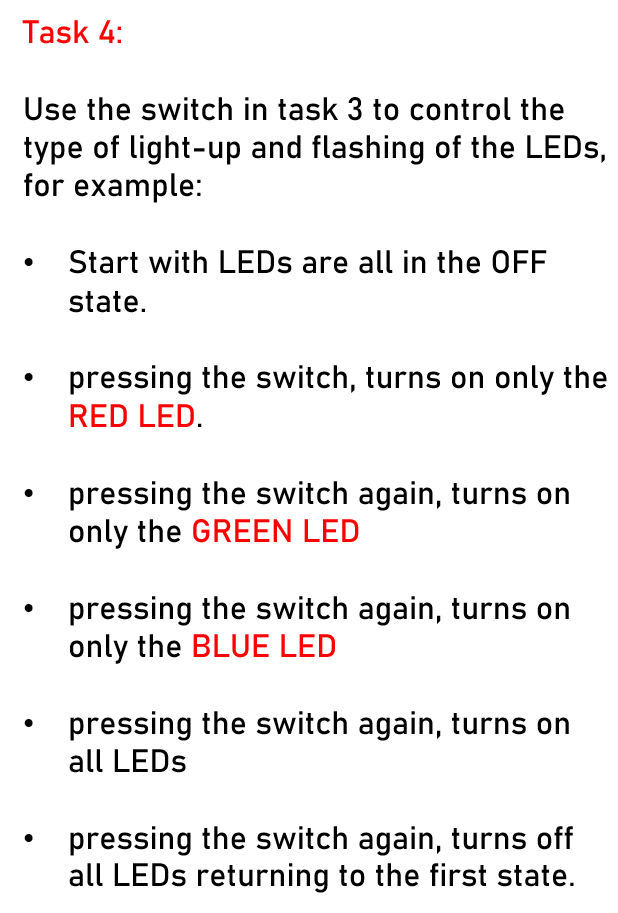 Task 4:
Use the switch in task 3 to control the
type of light-up and flashing of the LEDs,
for example:
• Start with LEDs are all in the OFF
state.
• pressing the switch, turns on only the
RED LED.
• pressing the switch again, turns on
only the GREEN LED
• pressing the switch again, turns on
only the BLUE LED
• pressing the switch again, turns on
all LEDs
• pressing the switch again, turns off
all LEDs returning to the first state.